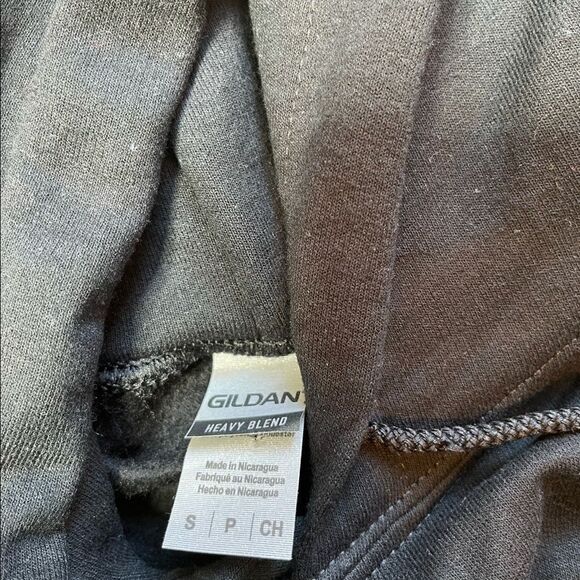 GILDAN
HEAVY BLEND
Made in Nicaragua
Fabriqué au Nicaragua
Hecho en Nicaragua
S | P | CH